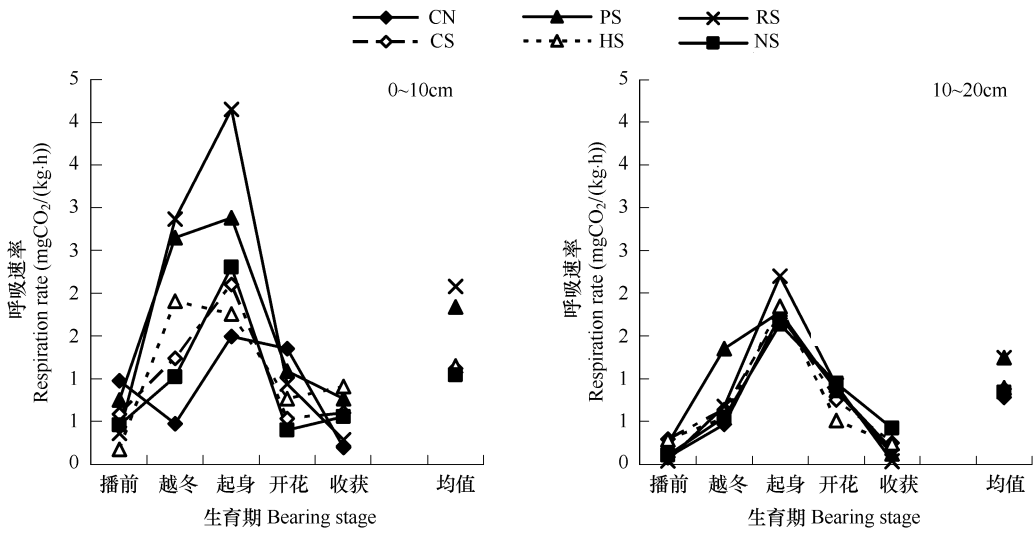 CN PS RS
CS HS NS
0~10cm
呼吸速率
Respiration rate (mgCO₂/(kg·h))
5
4
4
3
3
2
2
1
1
0
播前 越冬 起身 开花 收获 均值
生育期 Bearing stage
10~20cm
呼吸速率
Respiration rate (mgCO₂/(kg·h))
5
4
4
3
3
2
2
1
1
0
播前 越冬 起身 开花 收获 均值
生育期 Bearing stage